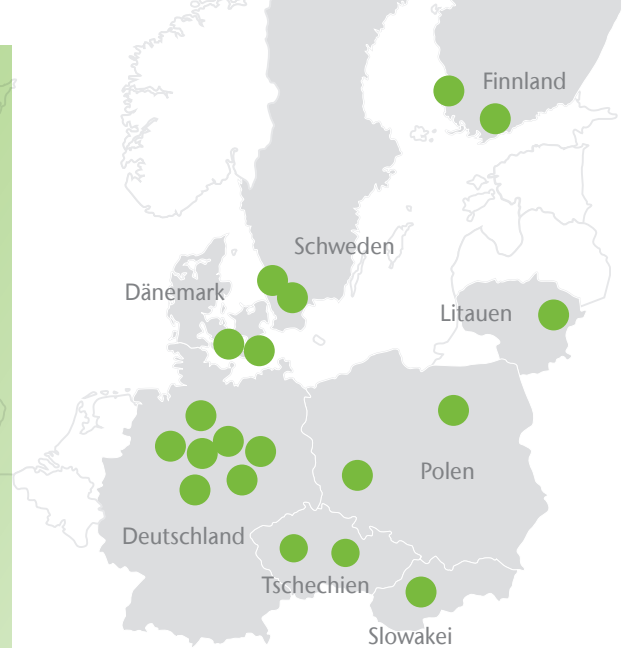 Finnland
Schweden
Dänemark
Litauen
Polen
Deutschland
Tschechien
Slowakei